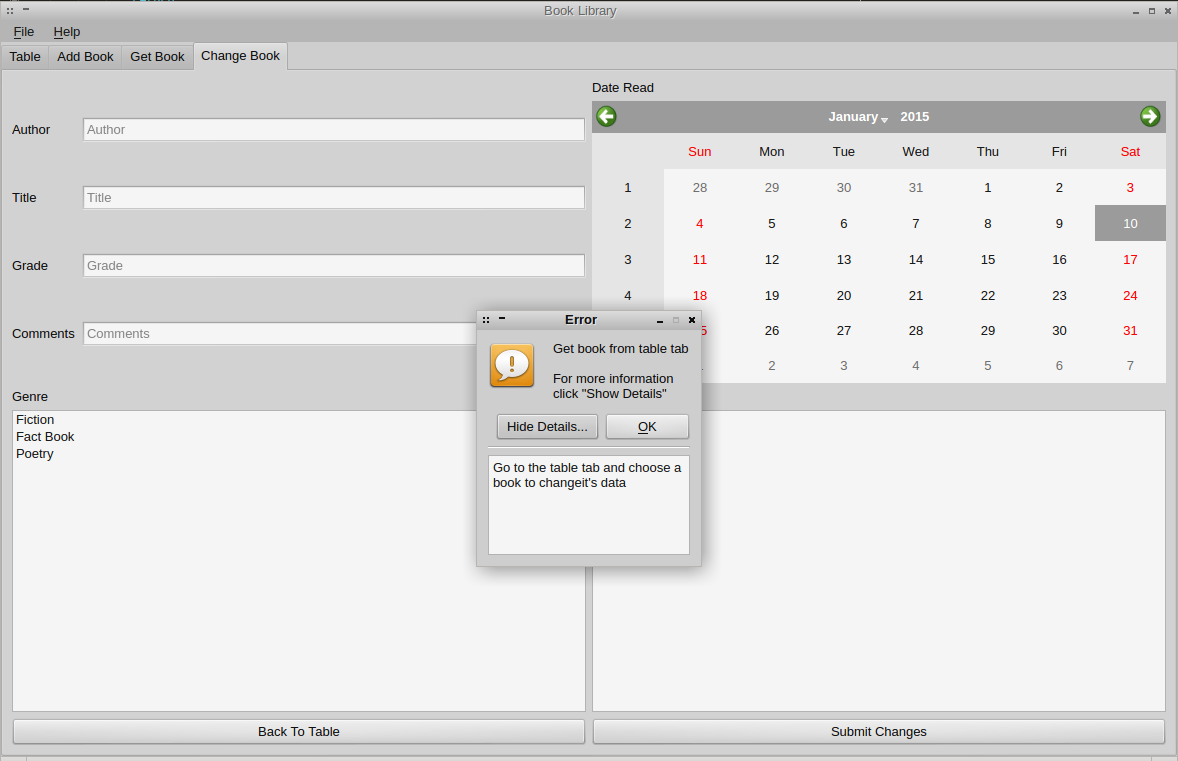 Book Library
File Help
Table Add Book Get Book Change Book
Date Read
January 2015
Sun Mon Tue Wed Thu Fri Sat
1 28 29 30 31 1 2 3
2 4 5 6 7 8 9 10
3 11 12 13 14 15 16 17
4 18 19 20 21 22 23 24
26 27 28 29 30 31
2 3 4 5 6 7
Author Author
Title Title
Grade Grade
Comments Comments
Genre
Fiction
Fact Book
Poetry
Error
Get book from table tab
For more information
click "Show Details"
Hide Details... OK
Go to the table tab and choose a
book to changeit's data
Back To Table Submit Changes